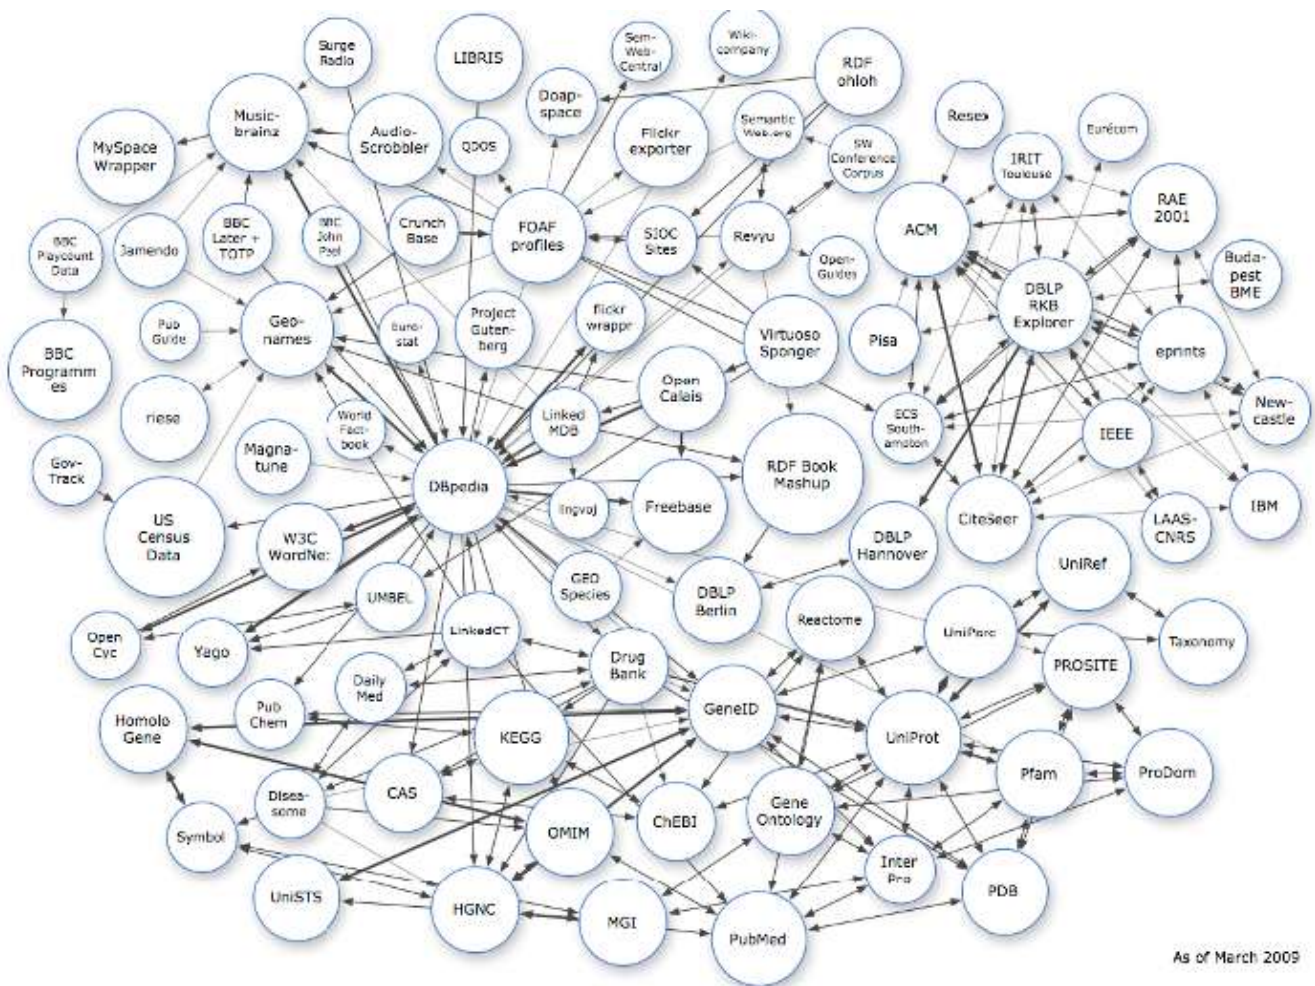 Surge
Radio
LIBRIS
Sem-
Web-
Central
Wiki-
company
RDF
ohloh
Music-
brainz
Audio-
Scrobbler
QDOS
Doap-
space
Flickr
exporter
Semantic
Web.org
SW
Conference
Corpus
Resex
Eurécom
MySpace
Wrapper
IRIT
Toulouse
RAE
2001
BBC
Playcount
Data
Jamendo
BBC
Later +
TOTP
BBC
John
Peel
Crunch
Base
FOAF
profiles
SIOC
Sites
Revyu
Open-
Guides
ACM
DBLP
RKB
Explorer
Buda-
pest
BME
Pub
Guide
Geo-
names
Euro-
stat
Project
Guten-
berg
flickr
wrappr
Virtuoso
Sponger
Pisa
eprints
BBC
Programm
es
riese
World
Fact-
book
Linked
MDB
Open
Calais
ECS
South-
ampton
IEEE
New-
castle
Gov-
Track
Magna-
tune
DBpedia
lingvoj
Freebase
RDF Book
Mashup
CiteSeer
LAAS-
CNRS
IBM
US
Census
Data
W3C
WordNet
DBLP
Hannover
UniRef
UMBEL
GEO
Species
DBLP
Berlin
Reactome
UniParc
Taxonomy
Open
Cyc
Yago
LinkedCT
Drug
Bank
PROSITE
Daily
Med
Homolo
Gene
Pub
Chem
KEGG
GeneID
UniProt
Pfam
ProDom
CAS
Disea-
some
OMIM
ChEBI
Gene
Ontology
Symbol
Inter
Pro
PDB
UniSTS
HGNC
MGI
PubMed
As of March 2009